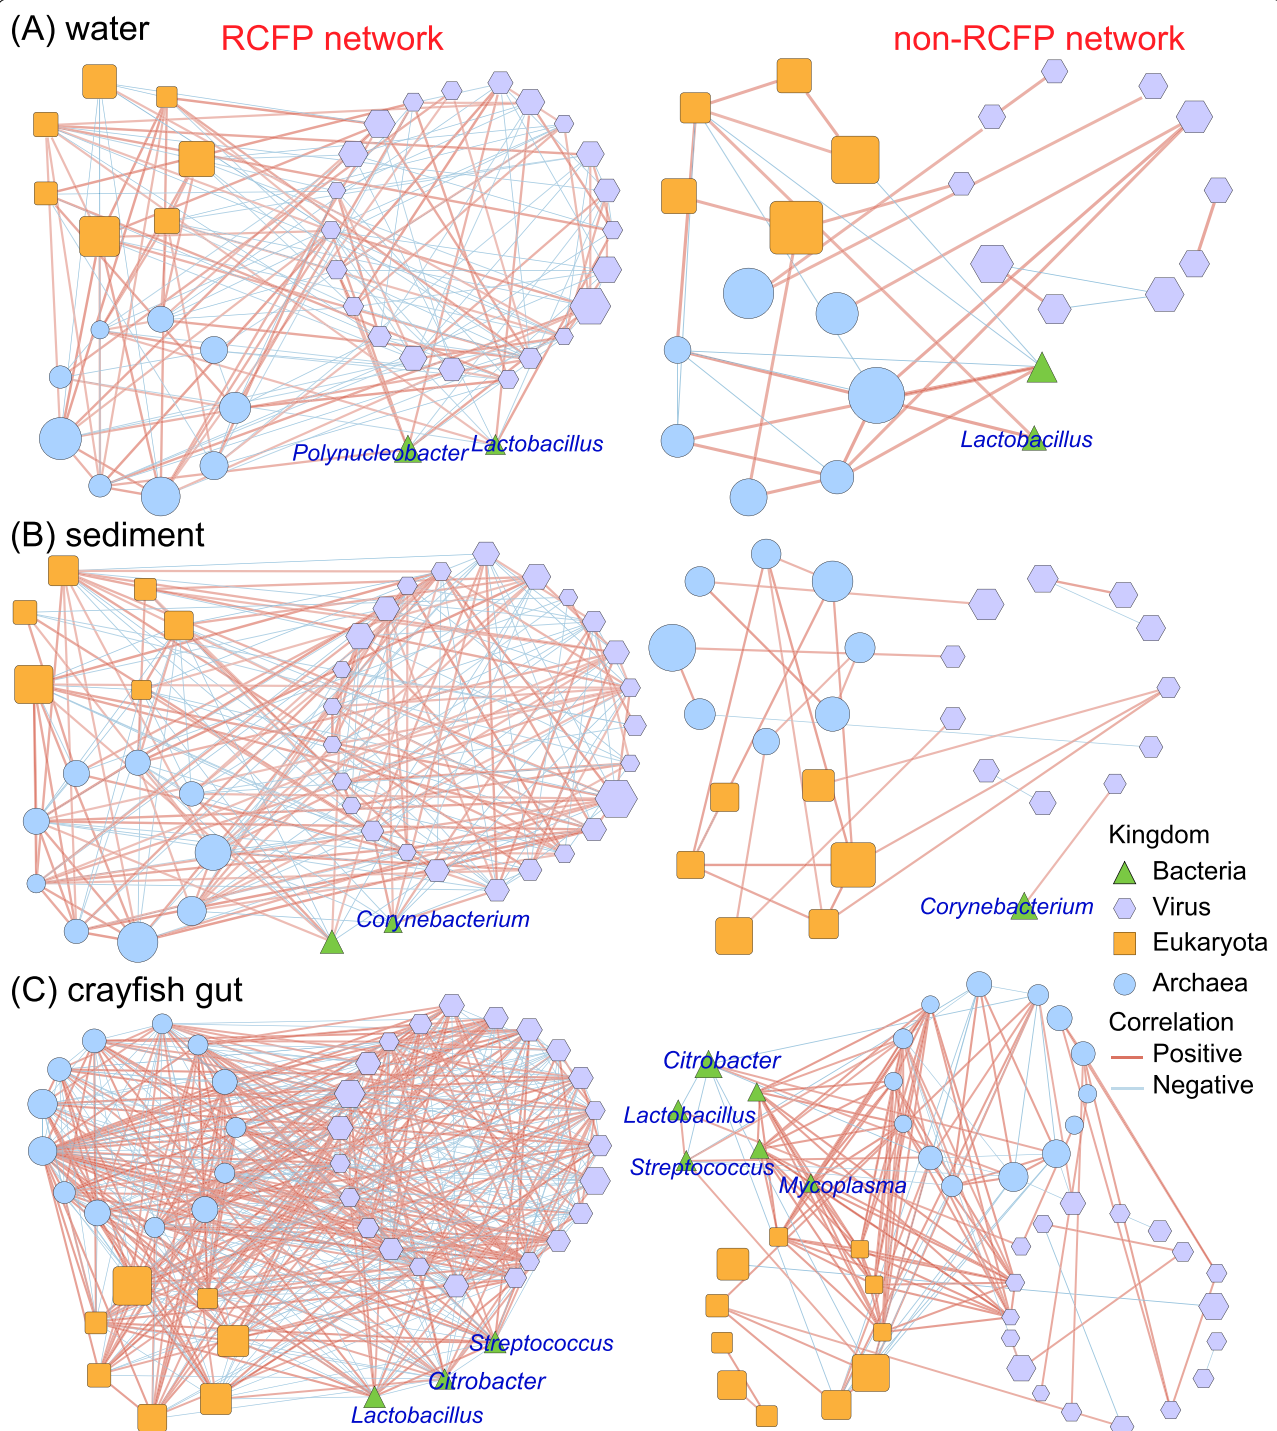 (A) water
RCFP network
non-RCFP network
Polynucleobacter
Lactobacillus
Lactobacillus
(B) sediment
Corynebacterium
Corynebacterium
Kingdom
Bacteria
Virus
Eukaryota
Archaea
Correlation
Positive
Negative
(C) crayfish gut
Streptococcus
Citrobacter
Lactobacillus
Citrobacter
Lactobacillus
Streptococcus
Mycoplasma